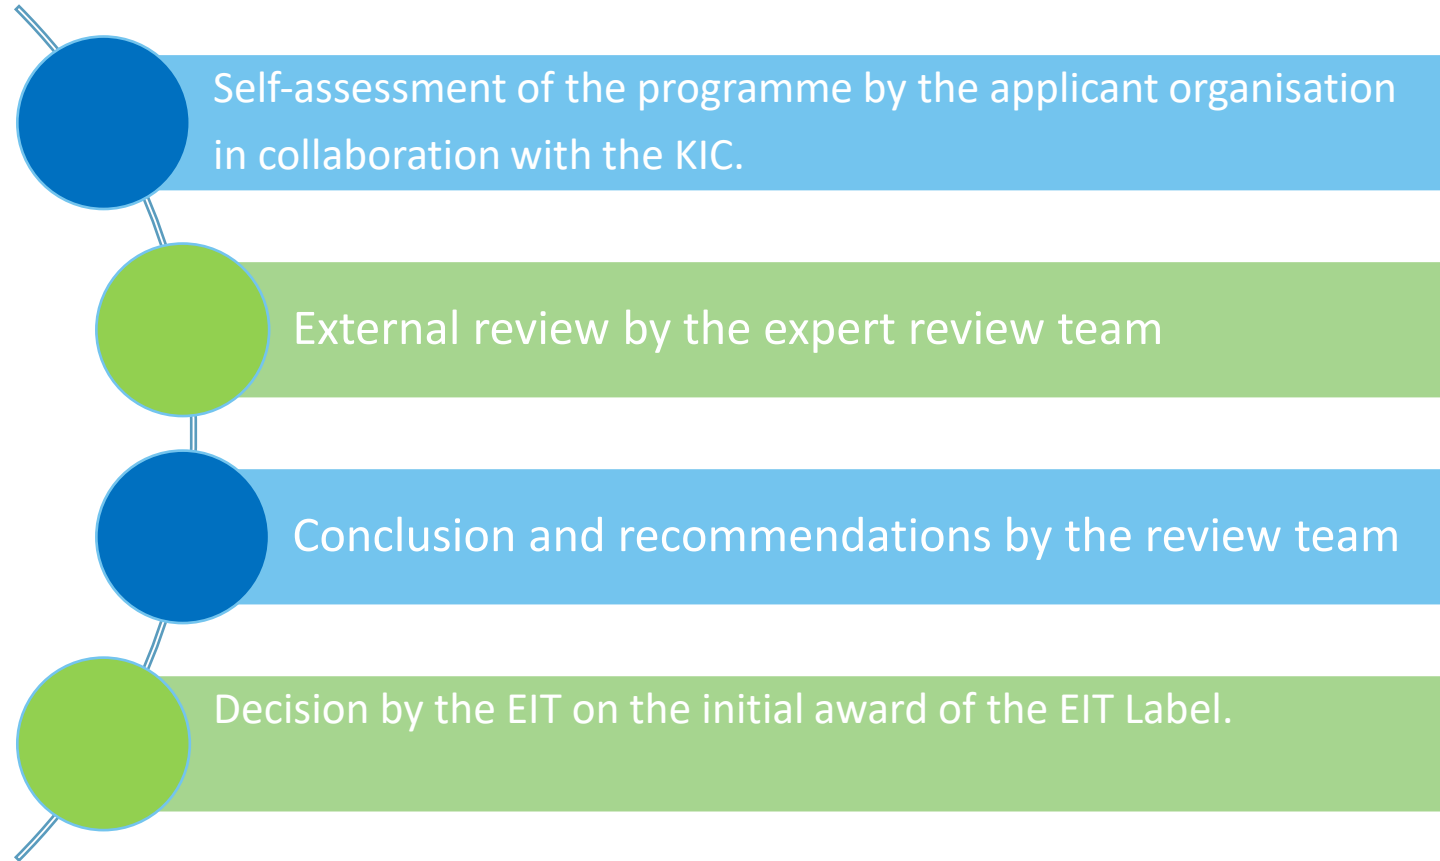 Self-assessment of the programme by the applicant organisation
in collaboration with the KIC.
External review by the expert review team
Conclusion and recommendations by the review team
Decision by the EIT on the initial award of the EIT Label.